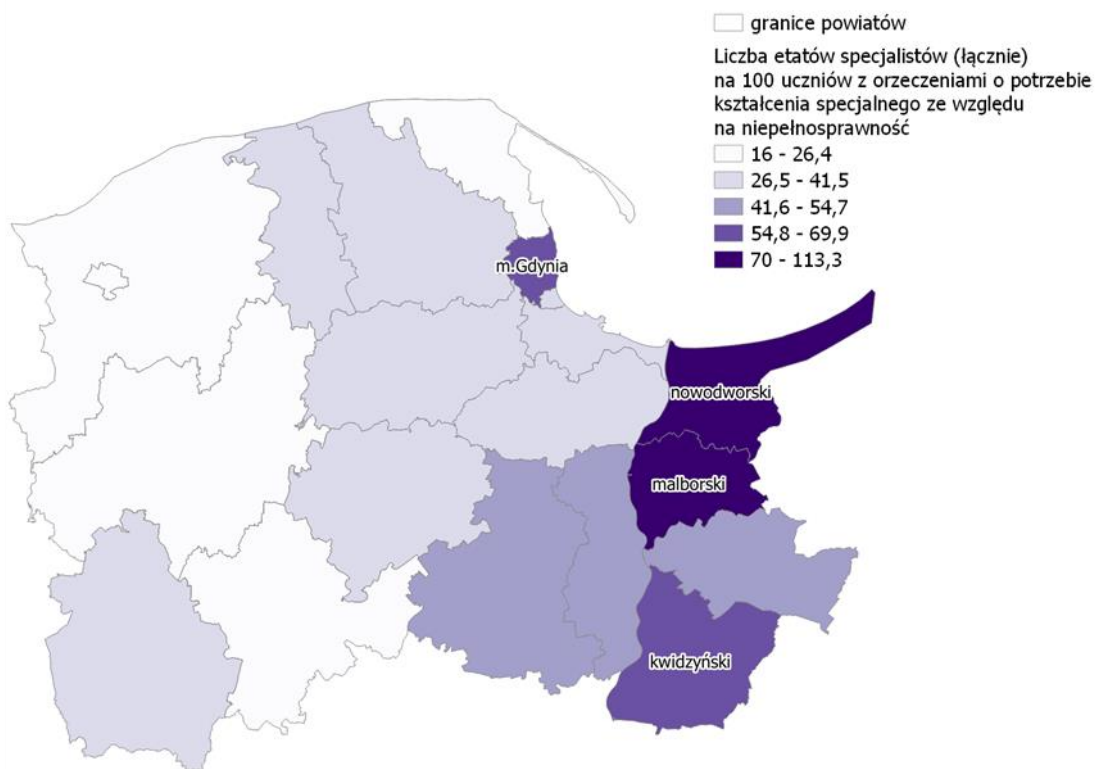 granice powiatów
Liczba etatów specjalistów (łącznie)
na 100 uczniów z orzeczeniami o potrzebie
kształcenia specjalnego ze względu
na niepełnosprawność
16 - 26,4
26,5 - 41,5
41,6 - 54,7
54,8 - 69,9
70 - 113,3
m.Gdynia
nowodworski
malborski
kwidzyński